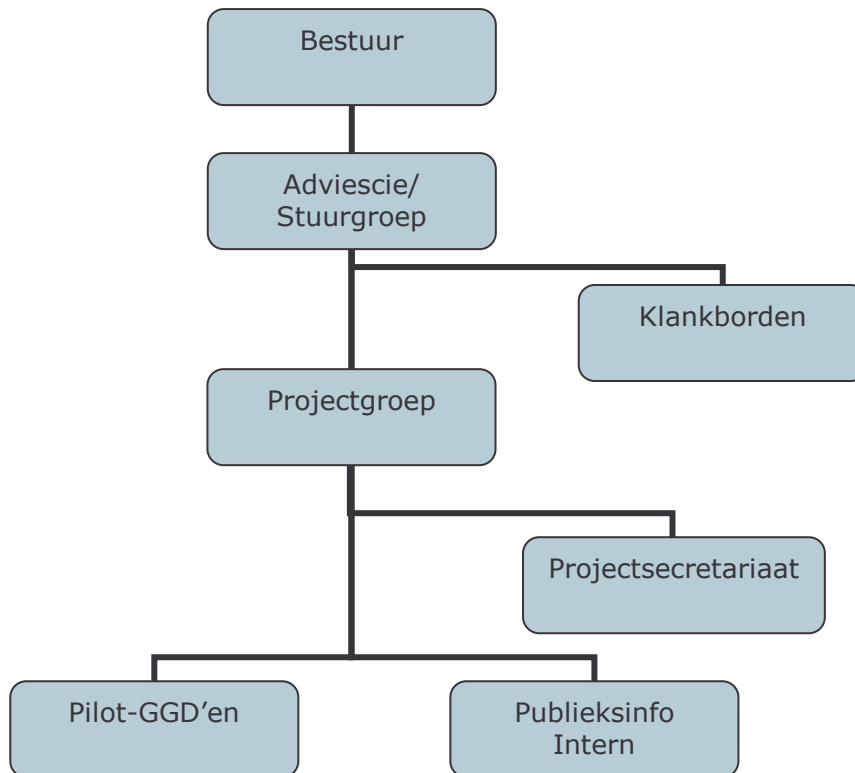 Bestuur
Adviescie/
Stuurgroep
Klankborden
Projectgroep
Projectsecretariaat
Pilot-GGD’en
Publieksinfo
Intern